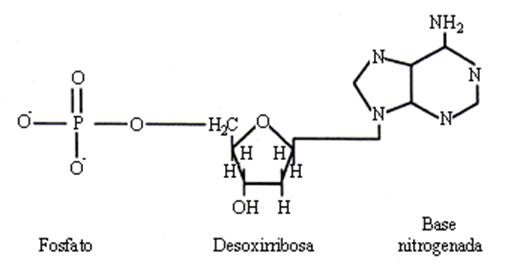 NH₂
N
N
O
O⁻ P O H₂C O N N
H H
O⁻ H H
OH H
Fosfato Desoxirribosa Base
nitrogenada